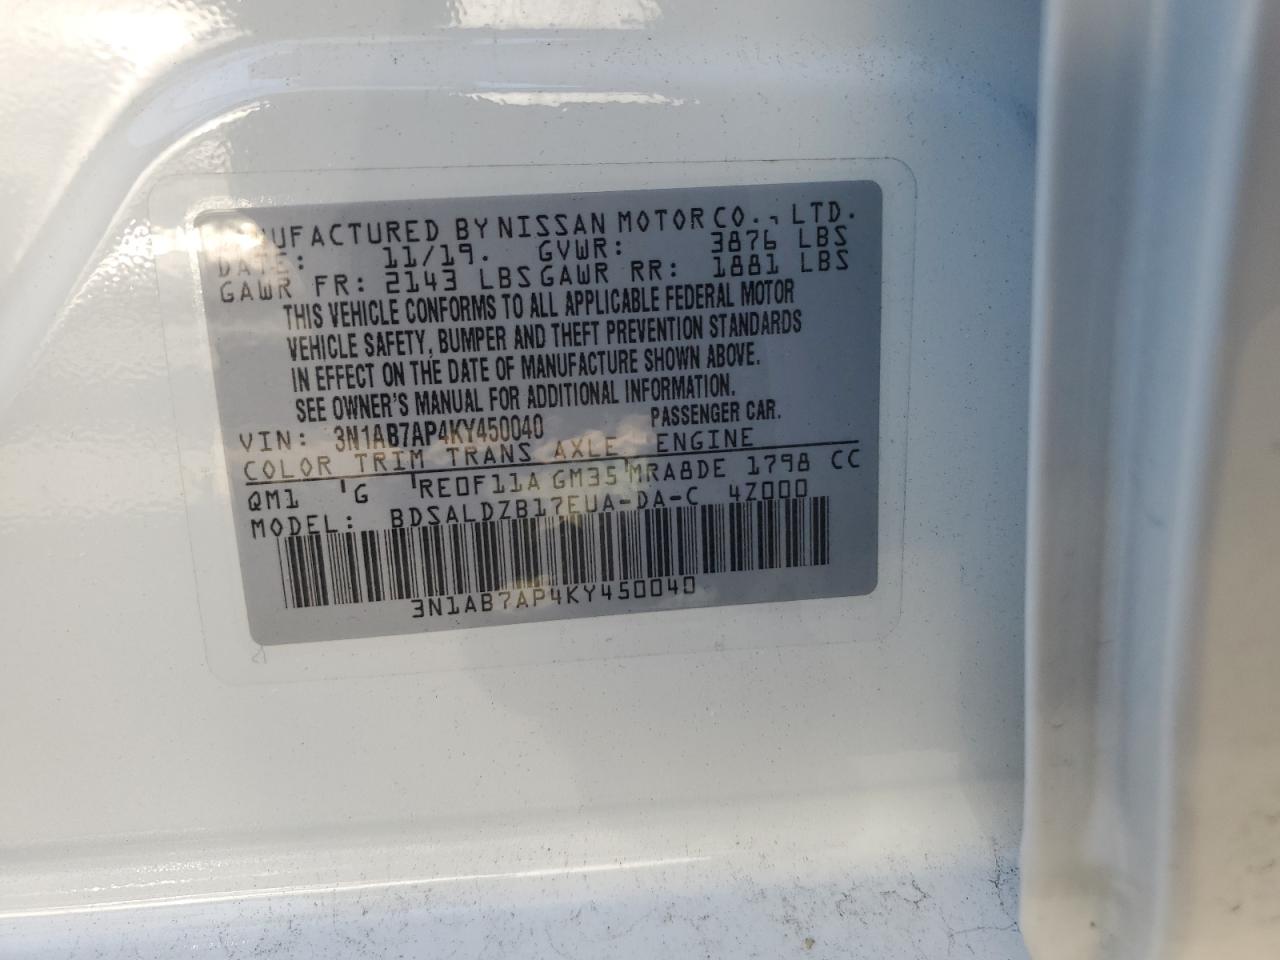 MANUFACTURED BY NISSAN MOTOR CO., LTD.
DATE: 11/19. GVWR: 3876 LBS
GAWR FR: 2143 LBS GAWR RR: 1881 LBS
THIS VEHICLE CONFORMS TO ALL APPLICABLE FEDERAL MOTOR
VEHICLE SAFETY, BUMPER AND THEFT PREVENTION STANDARDS
IN EFFECT ON THE DATE OF MANUFACTURE SHOWN ABOVE.
SEE OWNER'S MANUAL FOR ADDITIONAL INFORMATION.
VIN: 3N1AB7AP4KY450040 PASSENGER CAR.
COLOR TRIM TRANS AXLE ENGINE
QM1 G RE0F11A GM35 MRA8DE 1798 CC
MODEL: BDSALDZB17EUA-DA-C 4Z000
3N1AB7AP4KY450040